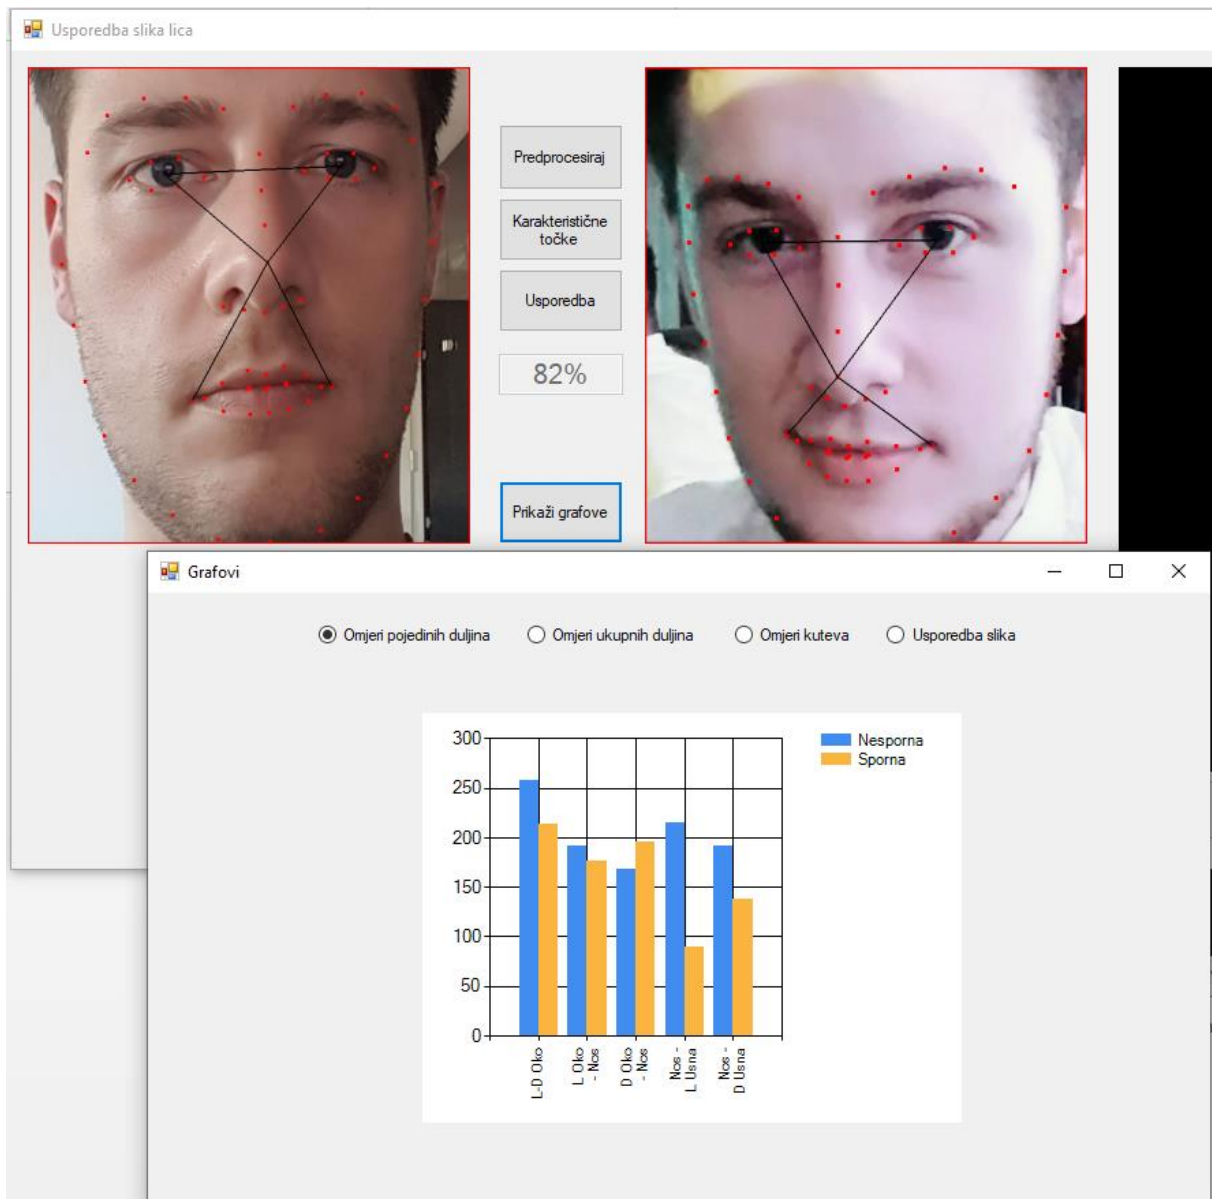 Usporedba slika lica
Predprocesiraj
Karakteristične
točke
Usporedba
82%
Prikaži grafove
Grafovi
Omjeri pojedinih duljina
Omjeri ukupnih duljina
Omjeri kuteva
Usporedba slika
300
250
200
150
100
50
0
Nesporna
Sporna
L-D Oko
L Oko
- Nos
D Oko
- Nos
Nos -
L Usna
Nos -
D Usna